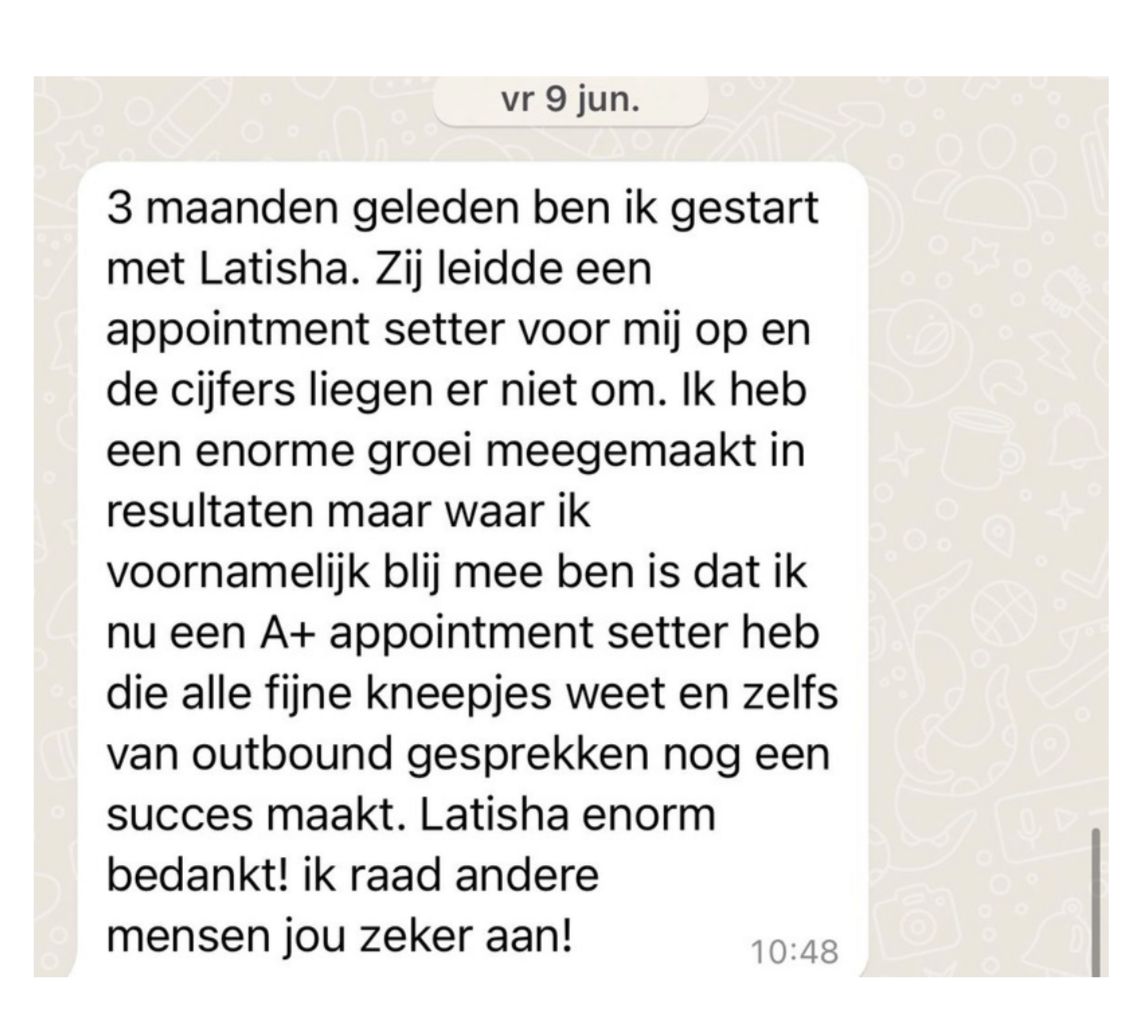 vr 9 jun.
3 maanden geleden ben ik gestart
met Latisha. Zij leidde een
appointment setter voor mij op en
de cijfers liegen er niet om. Ik heb
een enorme groei meegemaakt in
resultaten maar waar ik
voornamelijk blij mee ben is dat ik
nu een A+ appointment setter heb
die alle fijne kneepjes weet en zelfs
van outbound gesprekken nog een
succes maakt. Latisha enorm
bedankt! ik raad andere
mensen jou zeker aan!
10:48